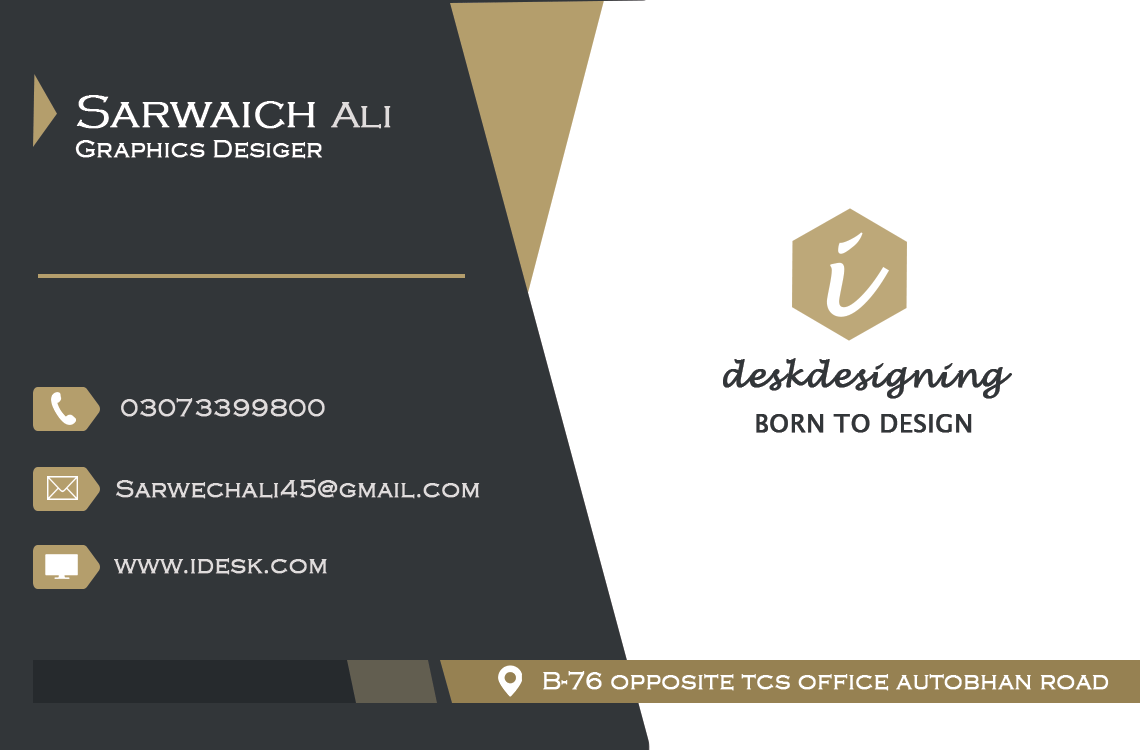 Sarwaich Ali
Graphics Desiger
03073399800
Sarwechali45@gmail.com
www.idesk.com
i
deskdesigning
BORN TO DESIGN
B-76 opposite tcs office autobhan road